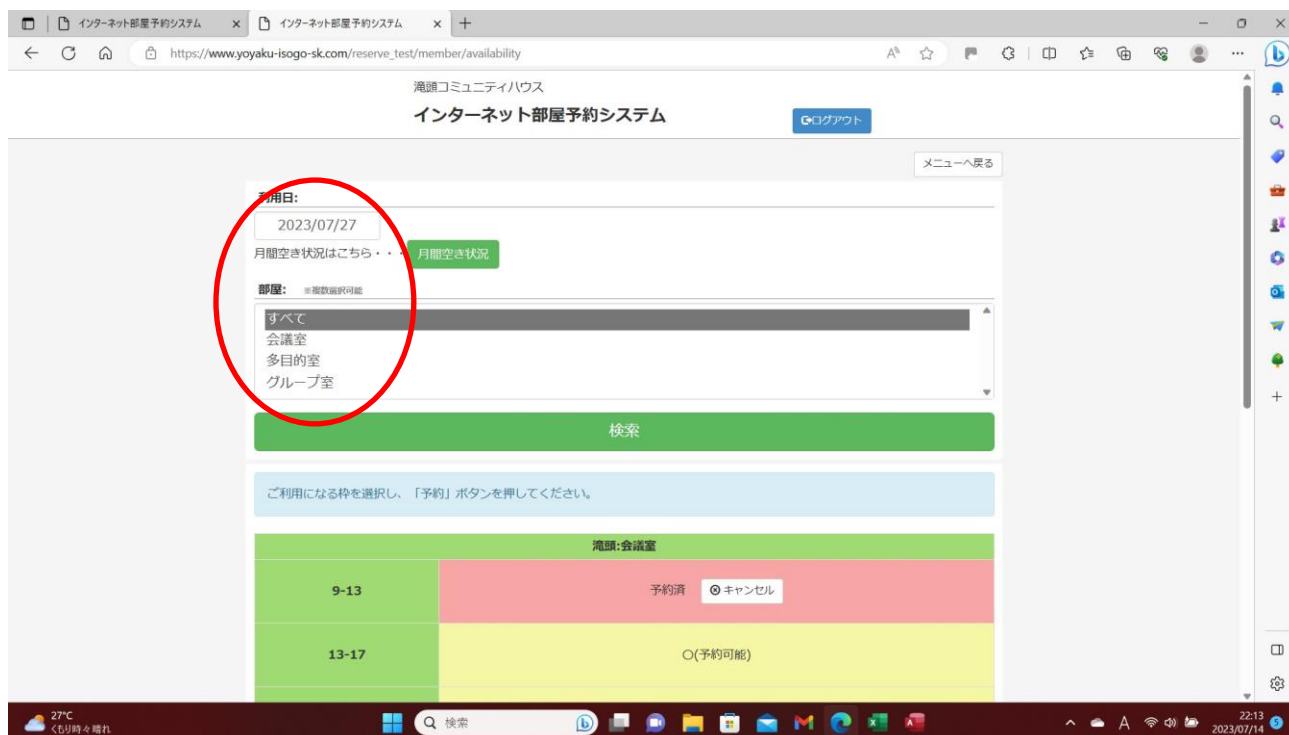 インターネット部屋予約システム
インターネット部屋予約システム
https://www.yoyaku-isogo-sk.com/reserve_test/member/availability
滝頭コミュニティハウス
インターネット部屋予約システム
ログアウト
メニューへ戻る
利用日:
2023/07/27
月間空き状況はこちら・・・ 月間空き状況
部屋: ※複数選択可能
すべて
会議室
多目的室
グループ室
検索
ご利用になる枠を選択し、「予約」ボタンを押してください。
滝頭:会議室
9-13 予約済 キャンセル
13-17 〇(予約可能)
27°C
くもり時々晴れ
検索
A
22:13
2023/07/14
5